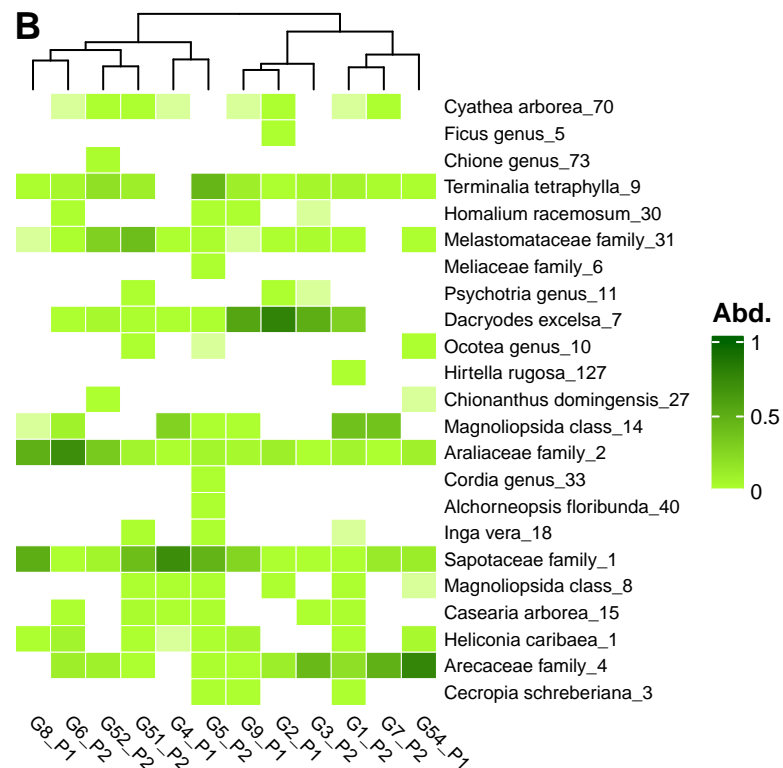 B
Cyathea arborea_70
Ficus genus_5
Chione genus_73
Terminalia tetraphylla_9
Homalium racemosum_30
Melastomataceae family_31
Meliaceae family_6
Psychotria genus_11
Dacryodes excelsa_7
Ocotea genus_10
Hirtella rugosa_127
Chionanthus domingensis_27
Magnoliopsida class_14
Araliaceae family_2
Cordia genus_33
Alchorneopsis floribunda_40
Inga vera_18
Sapotaceae family_1
Magnoliopsida class_8
Casearia arborea_15
Heliconia caribaea_1
Arecaceae family_4
Cecropia schreberiana_3
Abd.
1
0.5
0
G8_P1
G6_P2
G52_P2
G51_P2
G4_P1
G5_P2
G9_P1
G2_P1
G3_P2
G1_P2
G7_P2
G54_P1